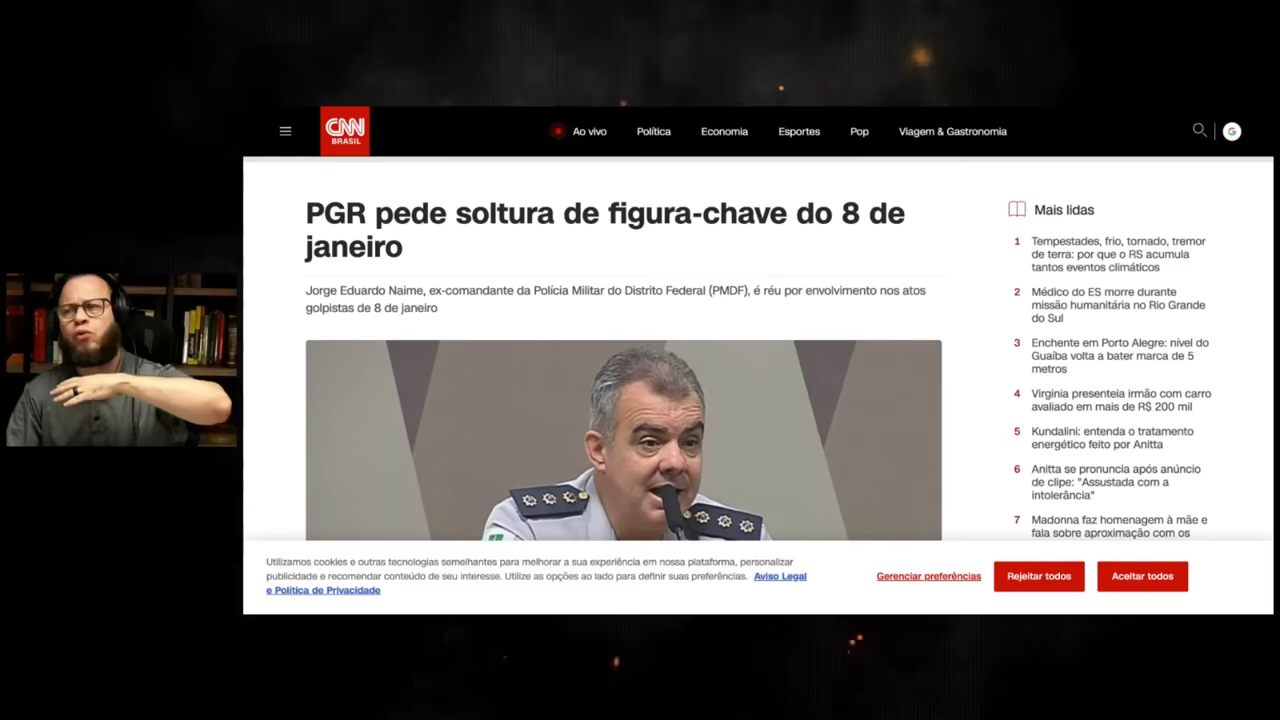 CNN
BRASIL
Ao vivo
Política
Economia
Esportes
Pop
Viagem & Gastronomia
G
PGR pede soltura de figura-chave do 8 de
janeiro
Jorge Eduardo Naime, ex-comandante da Polícia Militar do Distrito Federal (PMDF), é réu por envolvimento nos atos
golpistas de 8 de janeiro
Mais lidas
1 Tempestades, frio, tornado, tremor
de terra: por que o RS acumula
tantos eventos climáticos
2 Médico do ES morre durante
missão humanitária no Rio Grande
do Sul
3 Enchente em Porto Alegre: nível do
Guaíba volta a bater marca de 5
metros
4 Virginia presenteia irmão com carro
avaliado em mais de R$ 200 mil
5 Kundalini: entenda o tratamento
energético feito por Anitta
6 Anitta se pronuncia após anúncio
de clipe: "Assustada com a
intolerância"
7 Madonna faz homenagem à mãe e
fala sobre aproximação com os
Utilizamos cookies e outras tecnologias semelhantes para melhorar a sua experiência em nossa plataforma, personalizar
publicidade e recomendar conteúdo de seu interesse. Utilize as opções ao lado para definir suas preferências. Aviso Legal
e Política de Privacidade
Gerenciar preferências
Rejeitar todos
Aceitar todos